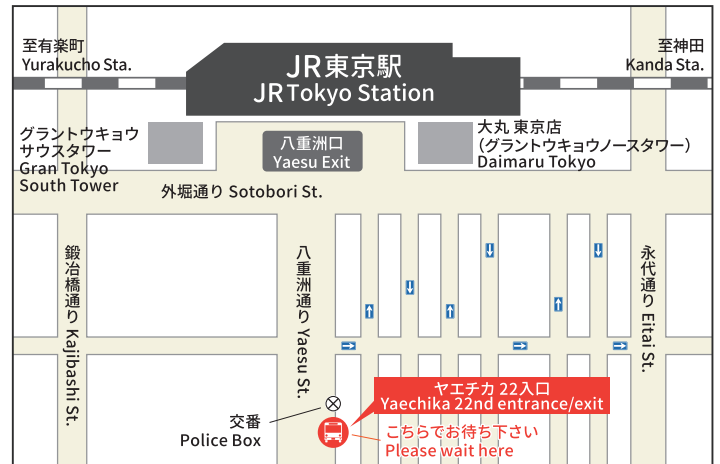 至有楽町
Yurakucho Sta.
JR東京駅
JR Tokyo Station
至神田
Kanda Sta.
グラントウキョウ
サウスタワー
Gran Tokyo
South Tower
八重洲口
Yaesu Exit
大丸 東京店
（グラントウキョウノースタワー）
Daimaru Tokyo
外堀通り Sotobori St.
鍛冶橋通り Kajibashi St.
八重洲通り Yaesu St.
永代通り Eitai St.
ヤエチカ 22入口
Yaechika 22nd entrance/exit
交番
Police Box
こちらでお待ち下さい
Please wait here